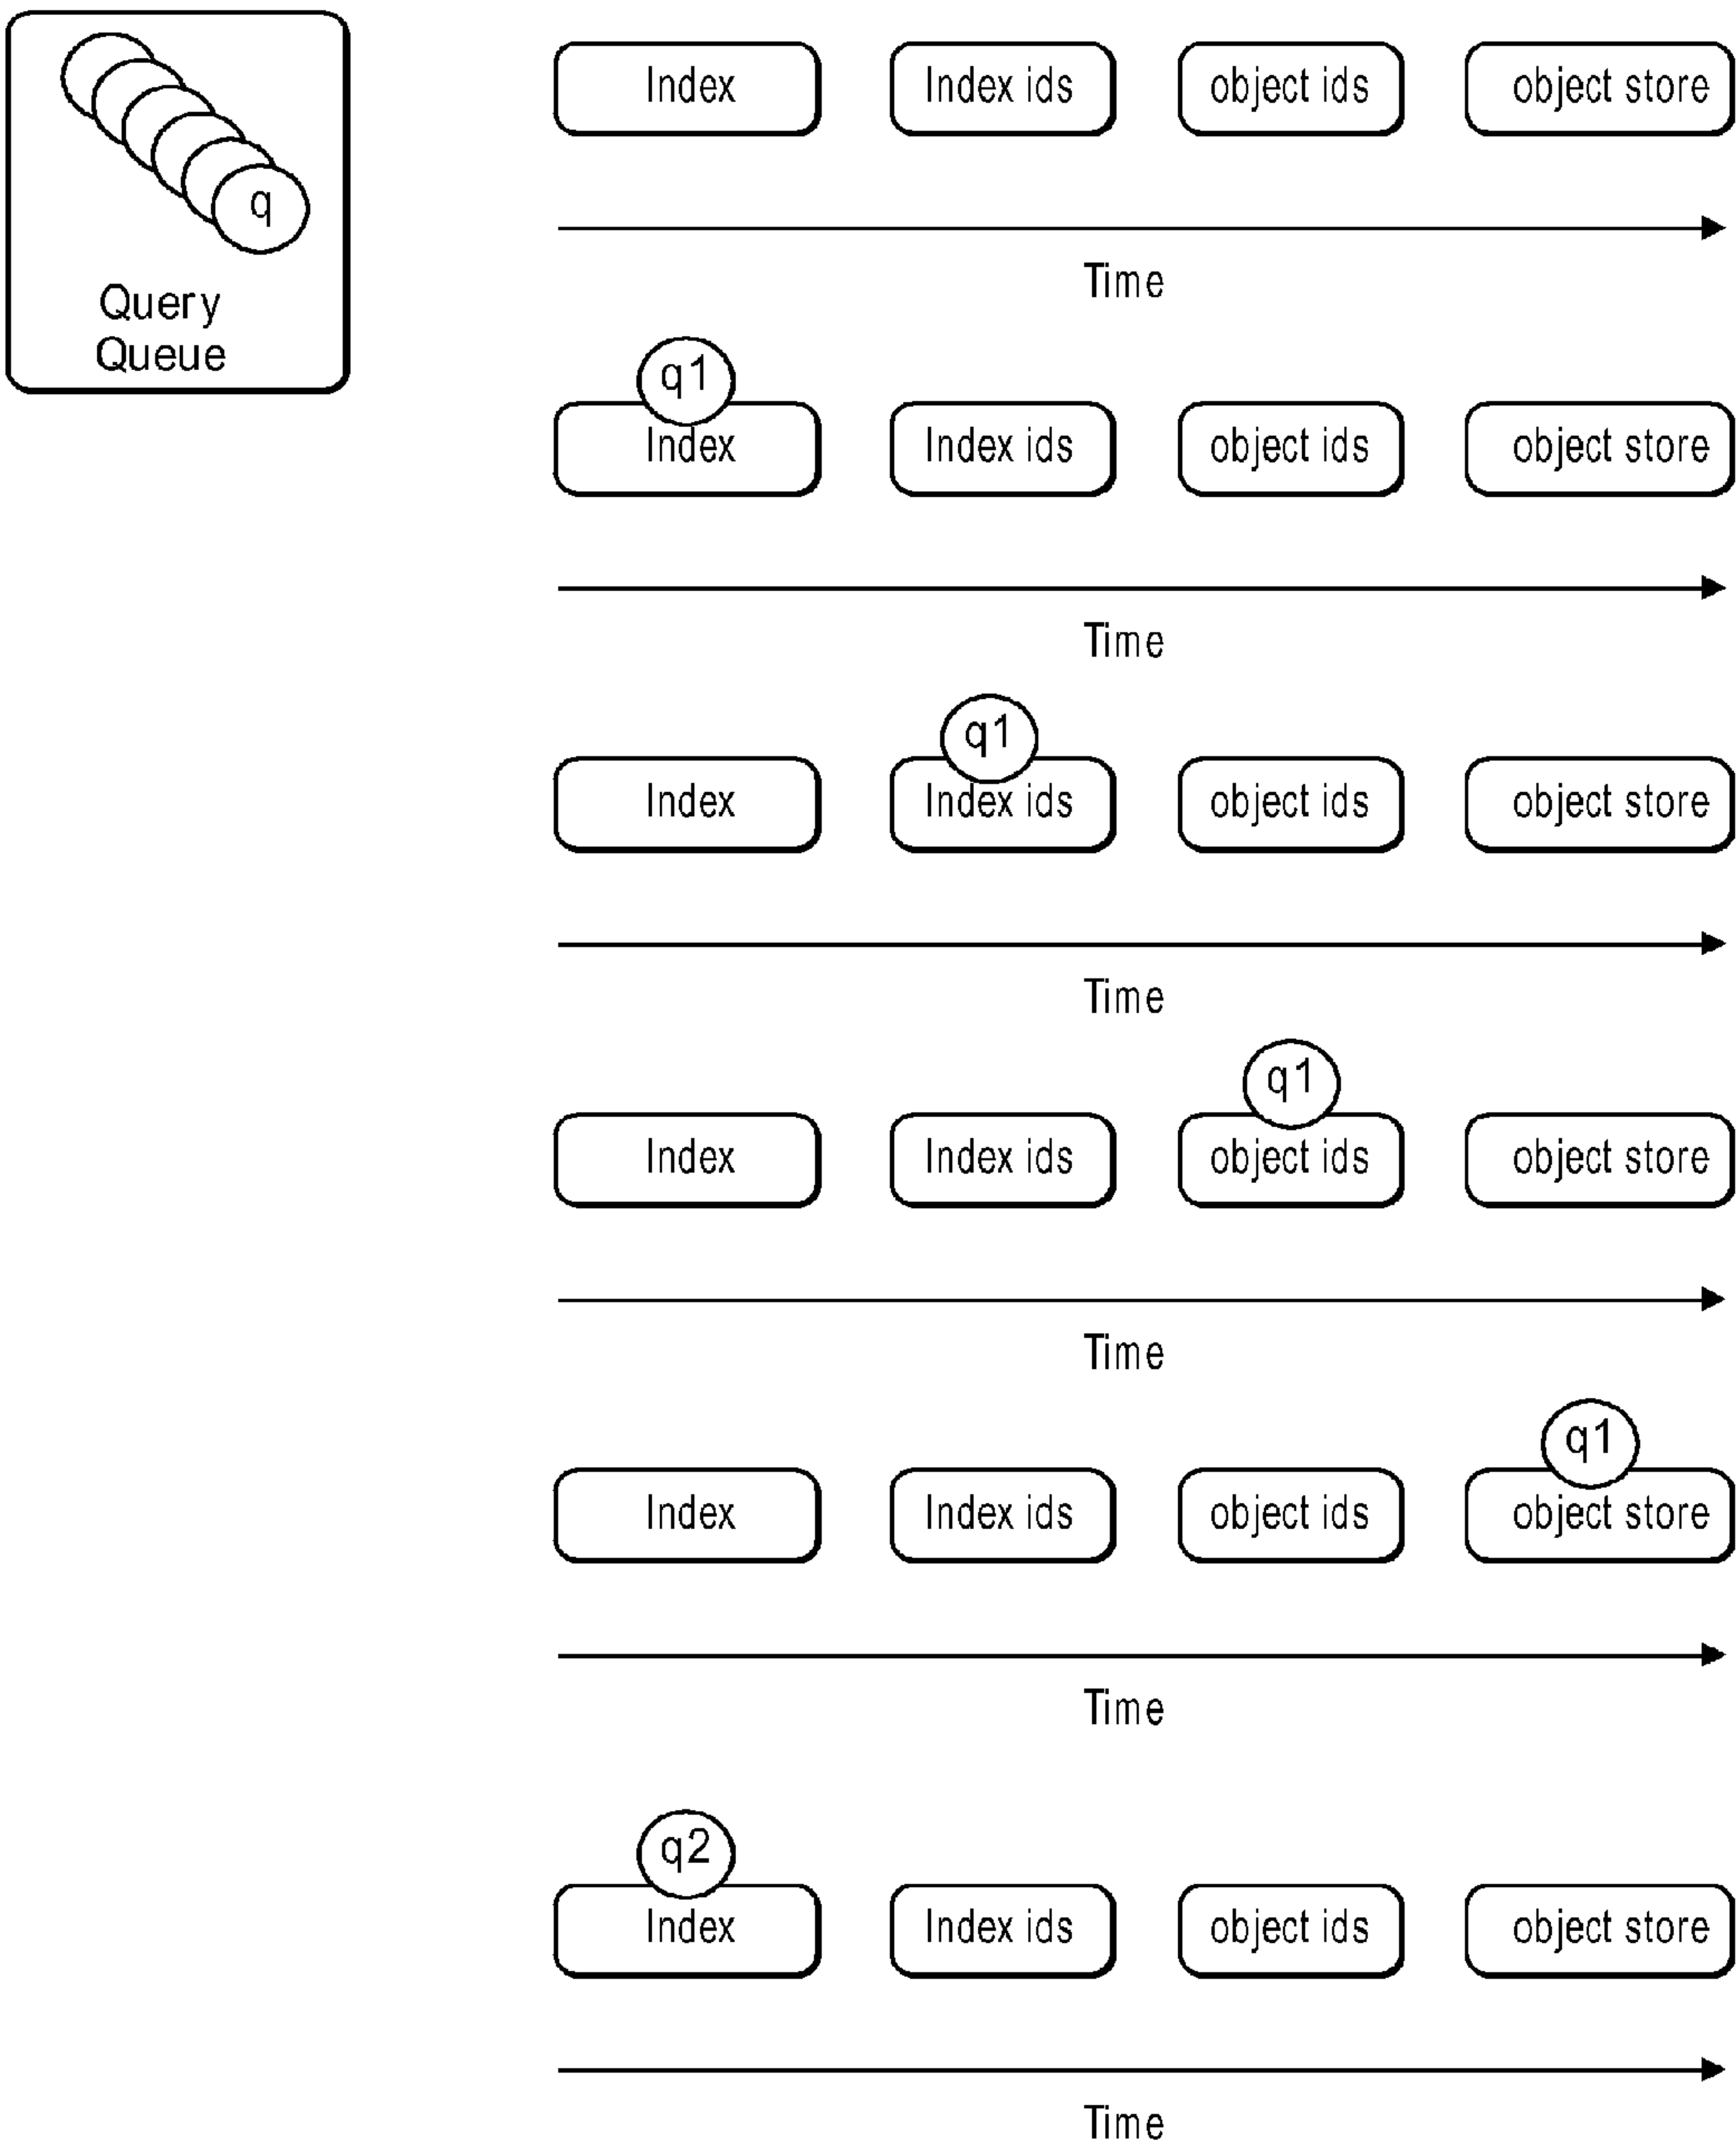 q
Query
Queue
Index Index ids object ids object store
Time
q1
Index Index ids object ids object store
Time
q1
Index Index ids object ids object store
Time
q1
Index Index ids object ids object store
Time
q1
Index Index ids object ids object store
Time
q2
Index Index ids object ids object store
Time